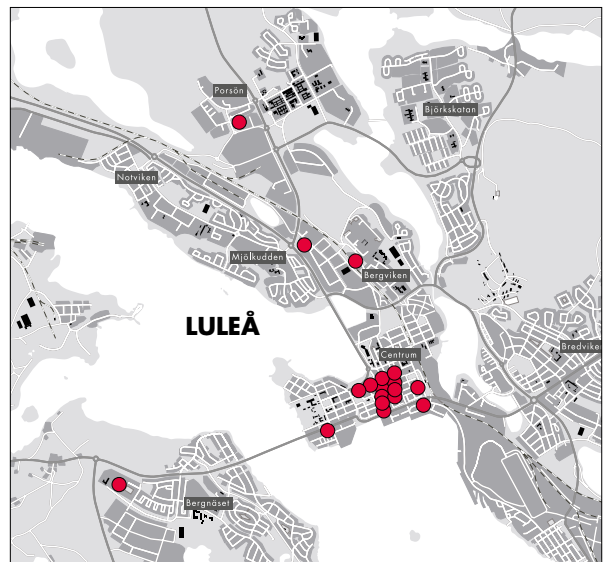 Porsön
Björkskatan
Notviken
Mjölkudden
Bergviken
LULEÅ
Centrum
Bredviken
Bergnäset